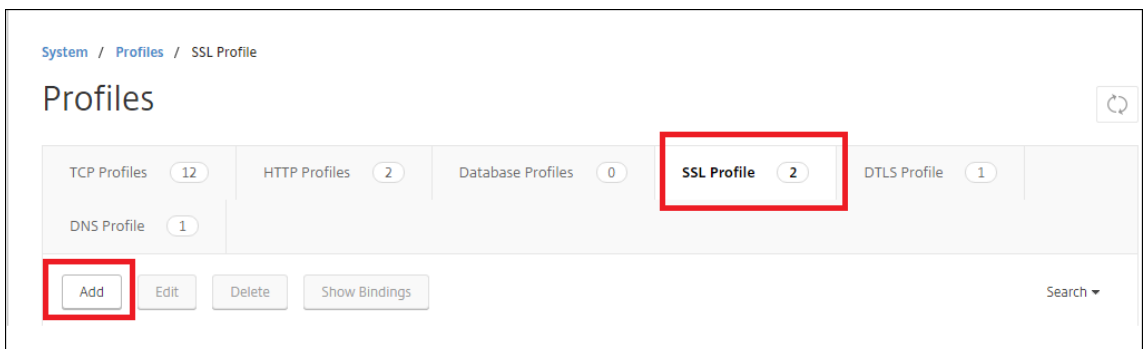 System / Profiles / SSL Profile
Profiles
TCP Profiles 12 HTTP Profiles 2 Database Profiles 0 SSL Profile 2 DTLS Profile 1
DNS Profile 1
Add Edit Delete Show Bindings Search